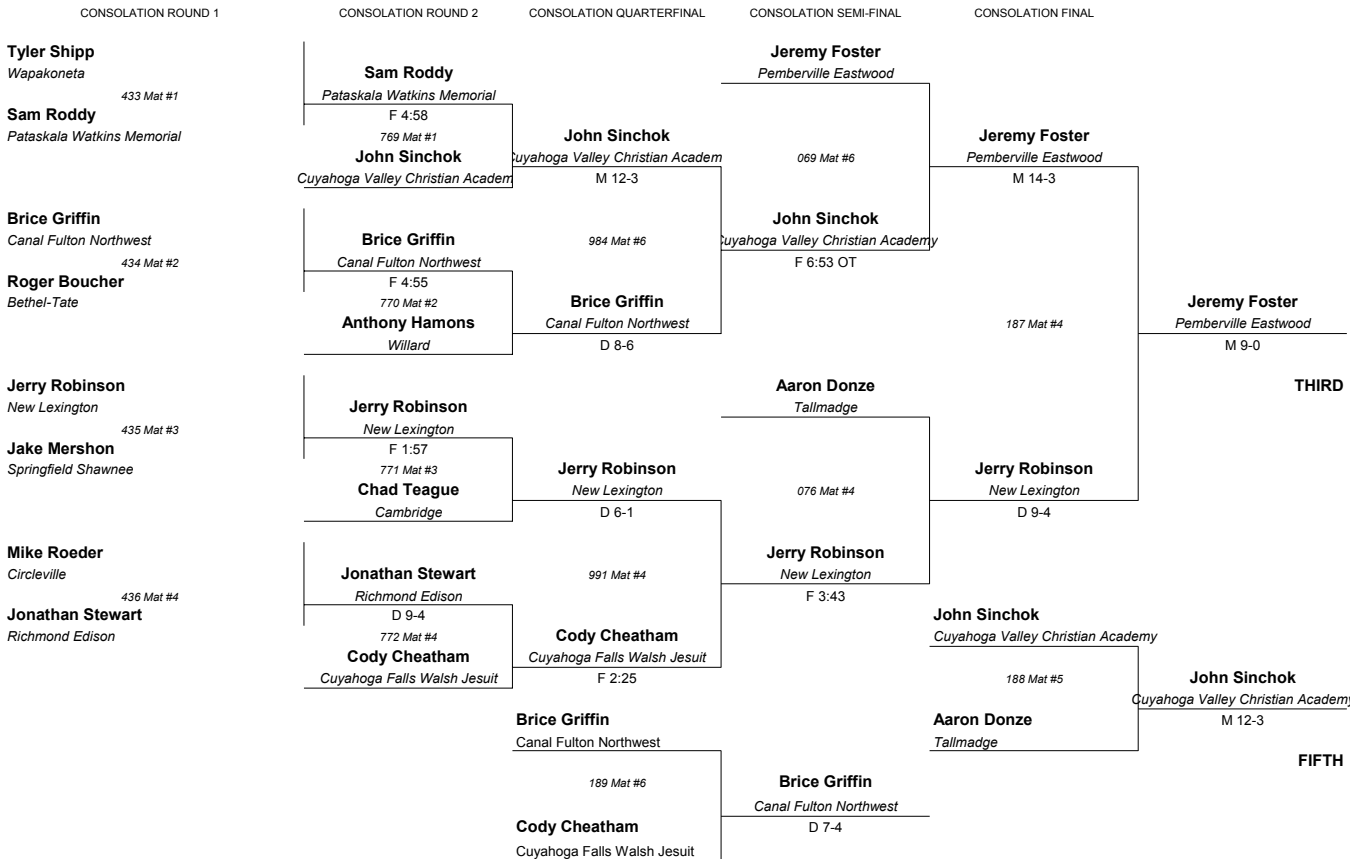 CONSOLATION ROUND 1
CONSOLATION ROUND 2
CONSOLATION QUARTERFINAL
CONSOLATION SEMI-FINAL
CONSOLATION FINAL
Tyler Shipp
Wapakoneta
433 Mat #1
Sam Roddy
Pataskala Watkins Memorial
Brice Griffin
Canal Fulton Northwest
434 Mat #2
Roger Boucher
Bethel-Tate
Jerry Robinson
New Lexington
435 Mat #3
Jake Mershon
Springfield Shawnee
Mike Roeder
Circleville
436 Mat #4
Jonathan Stewart
Richmond Edison
Sam Roddy
Pataskala Watkins Memorial
F 4:58
769 Mat #1
John Sinchok
Cuyahoga Valley Christian Academ
Brice Griffin
Canal Fulton Northwest
F 4:55
770 Mat #2
Anthony Hamons
Willard
Jerry Robinson
New Lexington
F 1:57
771 Mat #3
Chad Teague
Cambridge
Jonathan Stewart
Richmond Edison
D 9-4
772 Mat #4
Cody Cheatham
Cuyahoga Falls Walsh Jesuit
John Sinchok
Cuyahoga Valley Christian Academ
M 12-3
984 Mat #6
Brice Griffin
Canal Fulton Northwest
D 8-6
Jerry Robinson
New Lexington
D 6-1
991 Mat #4
Cody Cheatham
Cuyahoga Falls Walsh Jesuit
F 2:25
Brice Griffin
Canal Fulton Northwest
189 Mat #6
Cody Cheatham
Cuyahoga Falls Walsh Jesuit
Jeremy Foster
Pemberville Eastwood
069 Mat #6
John Sinchok
Cuyahoga Valley Christian Academy
F 6:53 OT
Aaron Donze
Tallmadge
076 Mat #4
Jerry Robinson
New Lexington
F 3:43
Brice Griffin
Canal Fulton Northwest
D 7-4
Jeremy Foster
Pemberville Eastwood
M 14-3
187 Mat #4
Jerry Robinson
New Lexington
D 9-4
John Sinchok
Cuyahoga Valley Christian Academy
188 Mat #5
Aaron Donze
Tallmadge
Jeremy Foster
Pemberville Eastwood
M 9-0
THIRD
John Sinchok
Cuyahoga Valley Christian Academy
M 12-3
FIFTH